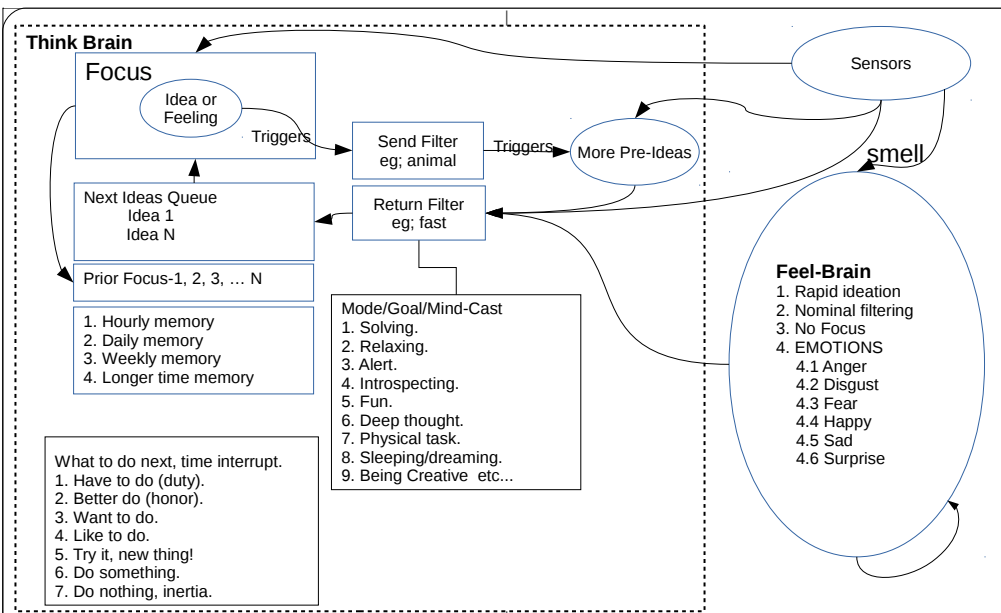 Think Brain
Focus
Idea or
Feeling
Triggers
Send Filter
eg; animal
Triggers
More Pre-Ideas
Sensors
smell
Next Ideas Queue
Idea 1
Idea N
Return Filter
eg; fast
Prior Focus-1, 2, 3, … N
1. Hourly memory
2. Daily memory
3. Weekly memory
4. Longer time memory
Mode/Goal/Mind-Cast
1. Solving.
2. Relaxing.
3. Alert.
4. Introspecting.
5. Fun.
6. Deep thought.
7. Physical task.
8. Sleeping/dreaming.
9. Being Creative etc...
What to do next, time interrupt.
1. Have to do (duty).
2. Better do (honor).
3. Want to do.
4. Like to do.
5. Try it, new thing!
6. Do something.
7. Do nothing, inertia.
Feel-Brain
1. Rapid ideation
2. Nominal filtering
3. No Focus
4. EMOTIONS
4.1 Anger
4.2 Disgust
4.3 Fear
4.4 Happy
4.5 Sad
4.6 Surprise